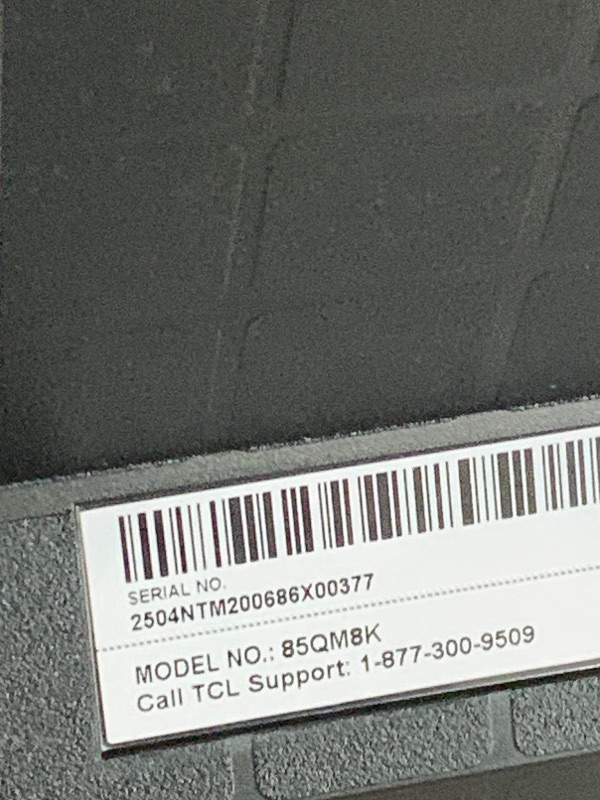 SERIAL NO.
2504NTM200686X00377
MODEL NO.: 85QM8K
Call TCL Support: 1-877-300-9509